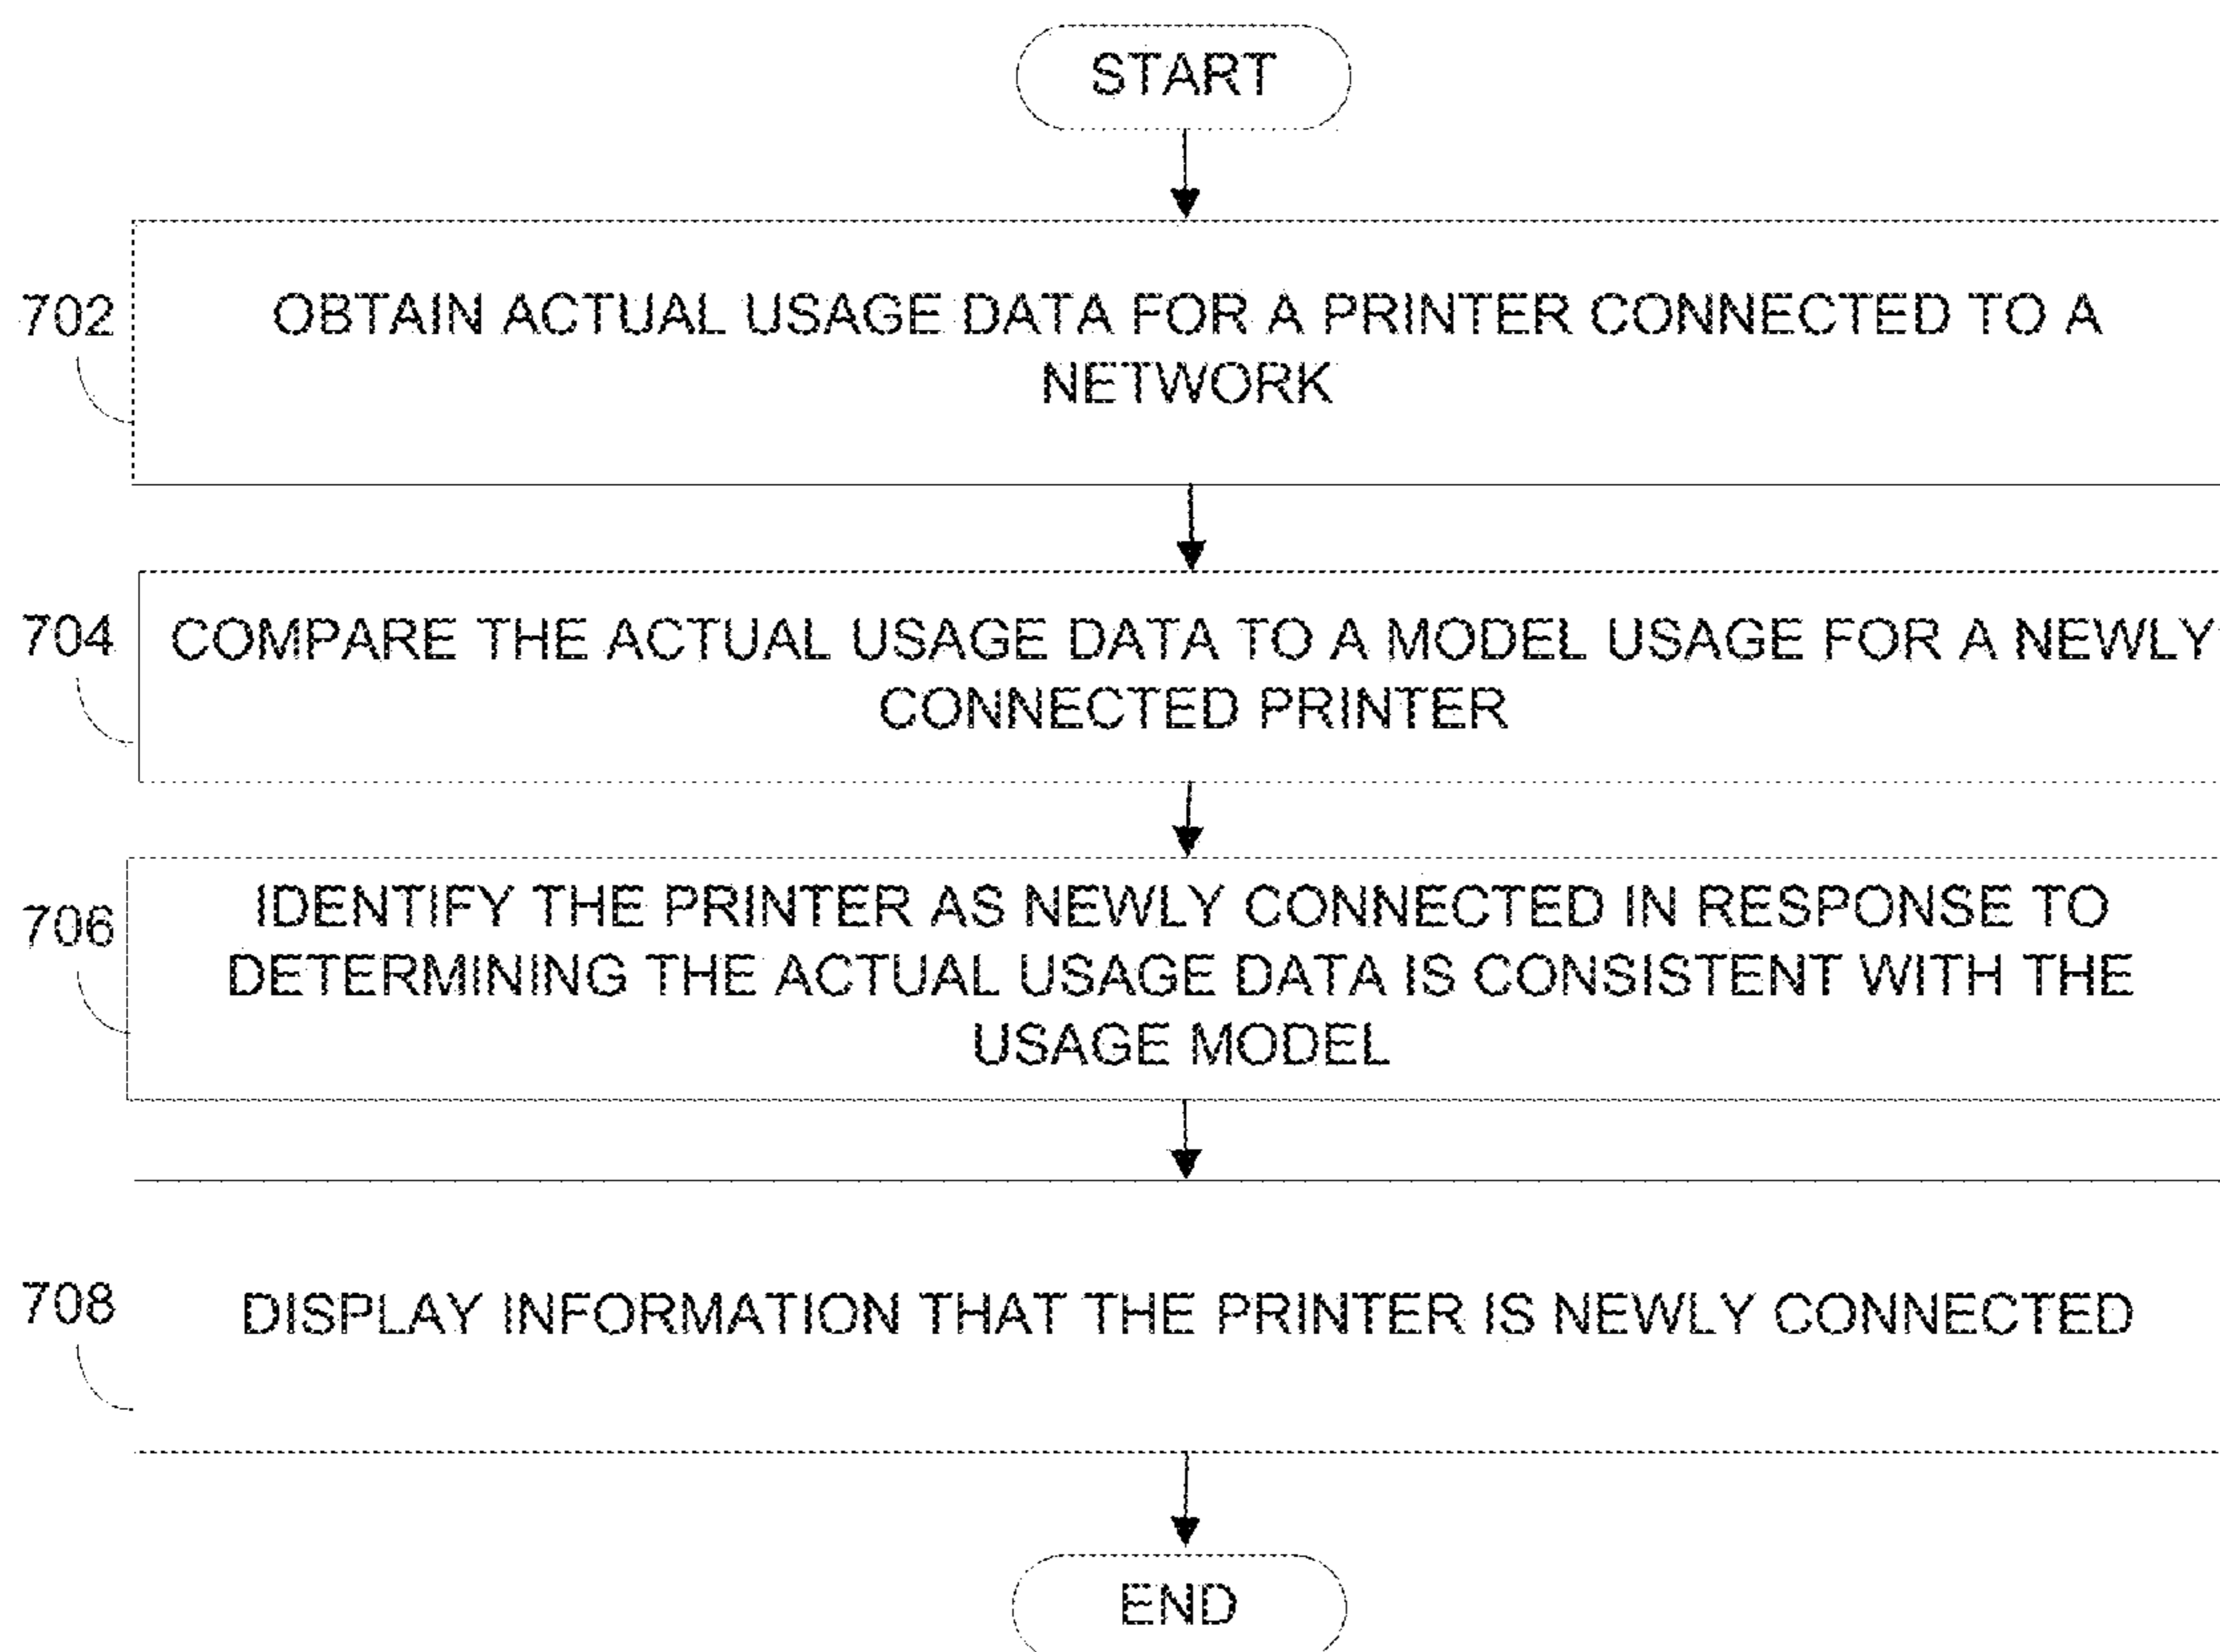 START
702
OBTAIN ACTUAL USAGE DATA FOR A PRINTER CONNECTED TO A
NETWORK
704
COMPARE THE ACTUAL USAGE DATA TO A MODEL USAGE FOR A NEWLY
CONNECTED PRINTER
706
IDENTIFY THE PRINTER AS NEWLY CONNECTED IN RESPONSE TO
DETERMINING THE ACTUAL USAGE DATA IS CONSISTENT WITH THE
USAGE MODEL
708
DISPLAY INFORMATION THAT THE PRINTER IS NEWLY CONNECTED
END